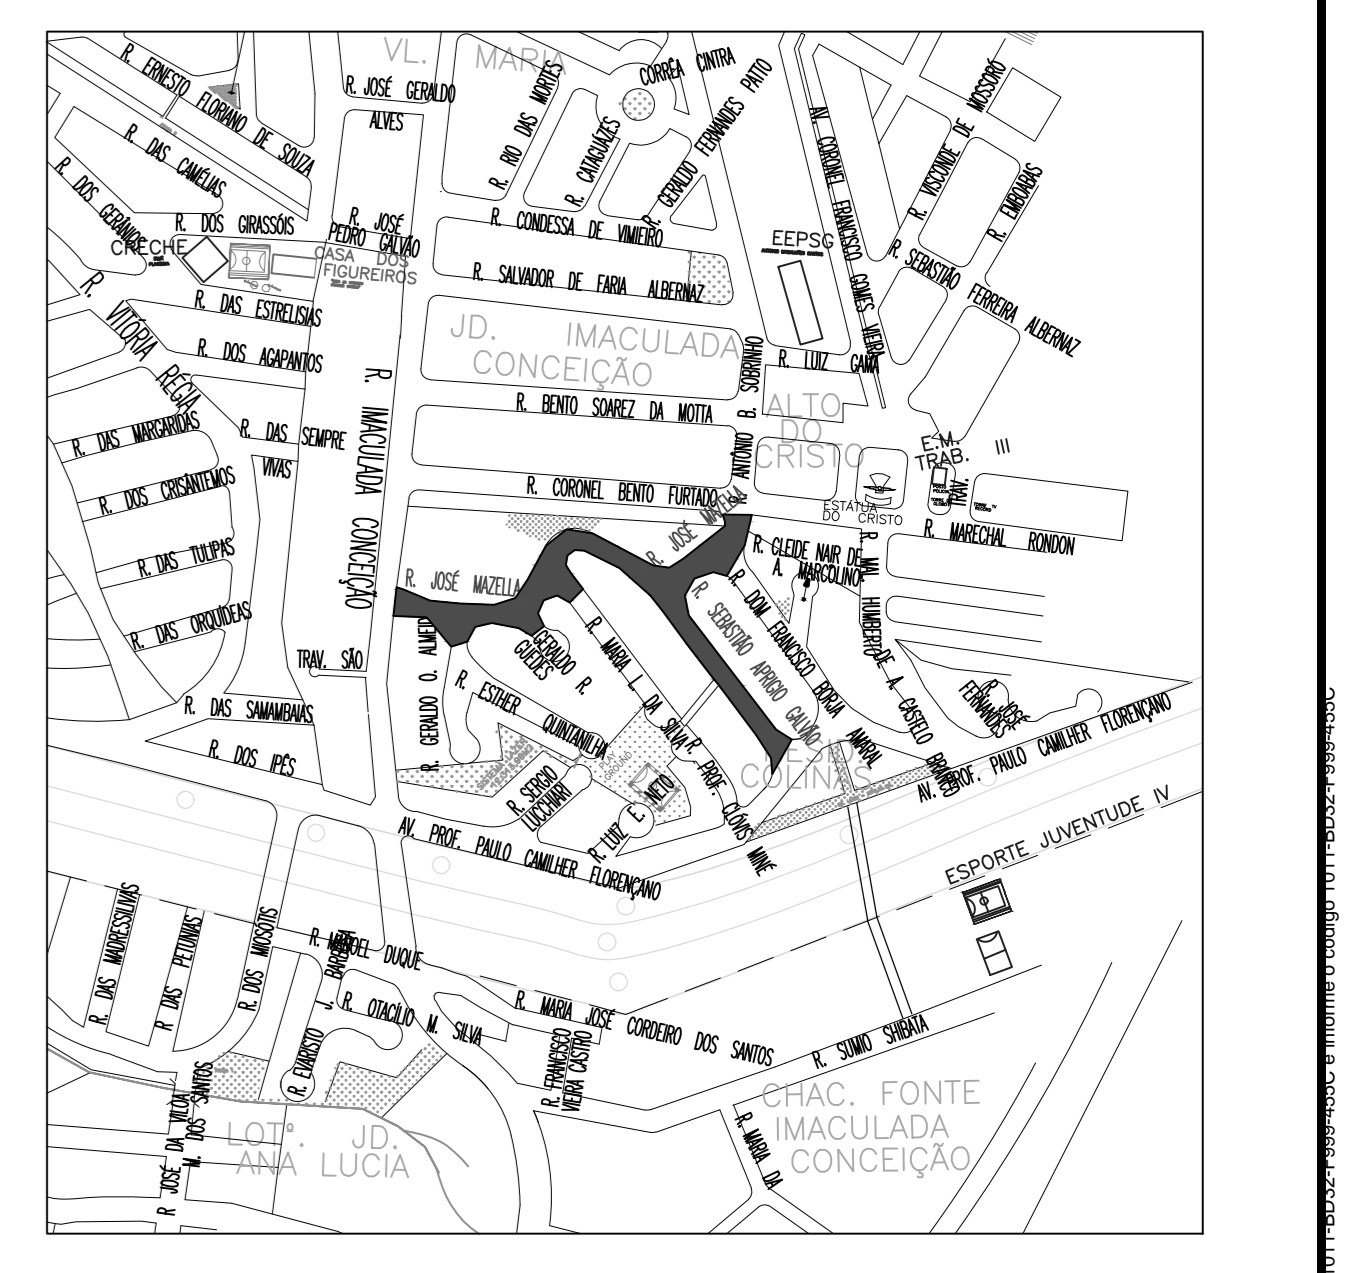 VL. MARIA
R. ERNESTO FLORIANO DE SOUZA
R. JOSÉ GERALDO
ALVES
R. RIO DAS MORTES
CORRÊA CINTRA
R. CATAGUAZES
R. GERALDO FERNANDES PATTO
AV. CORONEL FRANCISCO GOMES VIEIRA
R. VISCONDE DE MOSSORÓ
R. EMBOABAS
R. DAS CAMÉLIAS
R. DOS GERÂNIOS
R. DOS GIRASSÓIS
R. JOSÉ
PEDRO GALVÃO
R. CONDESSA DE VIMIEIRO
EEPSG
R. SEBASTIÃO FERREIRA ALBERNAZ
CRECHE
CASA DOS
FIGUREIROS
R. SALVADOR DE FARIA ALBERNAZ
R. VITÓRIA RÉGIA
R. DAS ESTRELISIAS
JD. IMACULADA
CONCEIÇÃO
R. DOS AGAPANTOS
R. LUIZ GAMA
R. ANTÔNIO B. SOBRINHO
R. IMACULADA CONCEIÇÃO
R. BENTO SOAREZ DA MOTTA
ALTO
DO
CRISTO
R. DAS MARGARIDAS
R. DAS SEMPRE
VIVAS
E.M.
TRAB. III
TRAV.
R. DOS CRISÂNTEMOS
R. CORONEL BENTO FURTADO
ESTÁTUA
DO CRISTO
R. MARECHAL RONDON
R. JOSÉ MAZELLA
R. CLEIDE NAIR DE
A. MARCOLINO
R. DAS TULIPAS
R. JOSÉ MAZELLA
R. MAL. HUMBERTO DE A. CASTELO BRANCO
R. DOM FRANCISCO BORJA AMARAL
R. SEBASTIÃO APRIGIO GALVÃO
R. DAS ORQUÍDEAS
R. GERALDO O. ALMEID
GERALDO R.
GUEDES
R. MARIA L. DA SILVA
TRAV. SÃO
R. ESTHER QUINTANILHA
R. JOSÉ
FERNANDES
R. DAS SAMAMBAIAS
R. DOS IPÊS
PLAY
GROUND
RESID.
COLINAS
R. PROF. CLÓVIS MINÉ
R. SERGIO
LUCCHIARI
R. LUIZ E. NETO
AV. PROF. PAULO CAMILHER FLORENÇANO
AV. PROF. PAULO CAMILHER FLORENÇANO
ESPORTE JUVENTUDE IV
R. DAS MADRESSILVAS
R DAS PETUNIAS
R. DOS MIOSÓTIS
R. MANOEL DUQUE
R. EVARISTO J. BARBOSA
R. OTACÍLIO M. SILVA
R. MARIA JOSÉ CORDEIRO DOS SANTOS
R. SUMIO SHIBATA
R. FRANCISCO
VIEIRA CASTRO
CHAC. FONTE
IMACULADA
CONCEIÇÃO
R. MARIA DA
LOTº. JD.
ANA LUCIA
R JOSÉ DA VILDA
M. DOS SANTOS